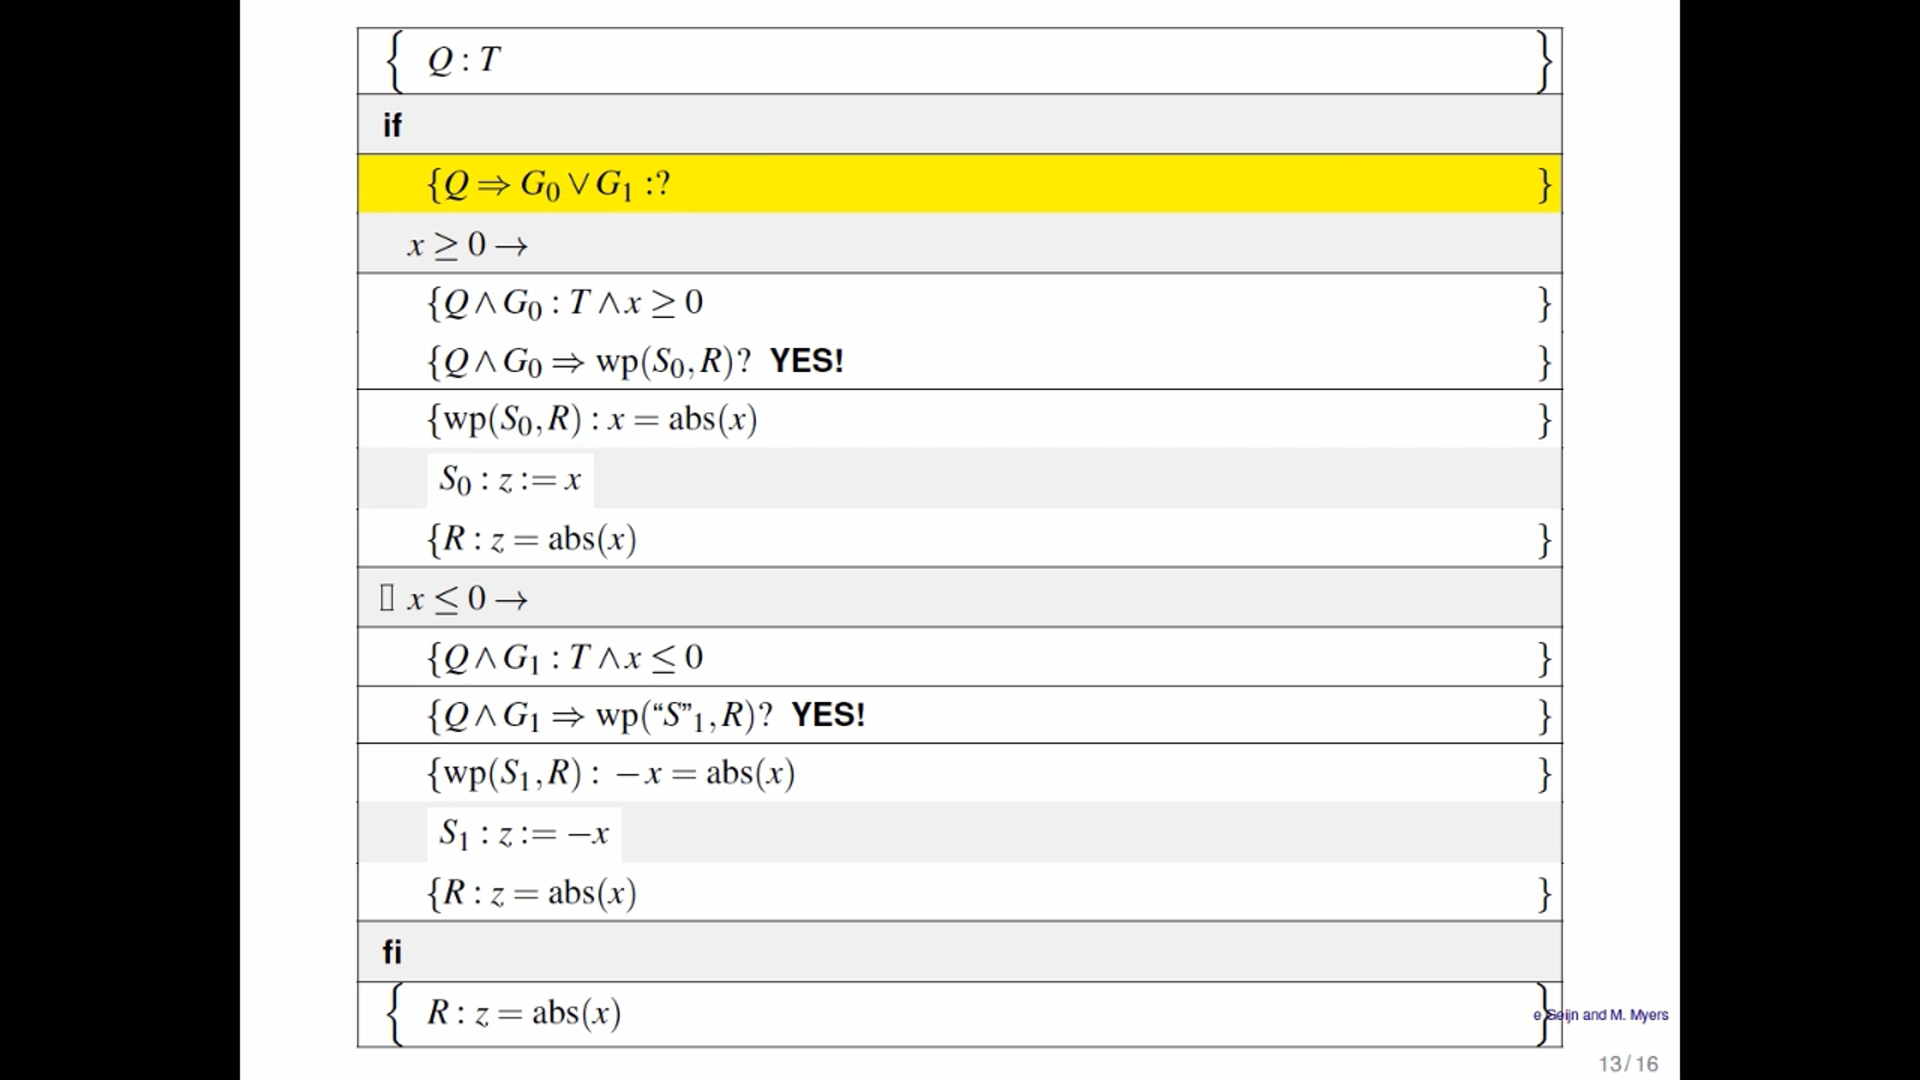 { Q : T }
if
{Q ⇒ G₀ ∨ G₁ :? }
x ≥ 0 →
{Q ∧ G₀ : T ∧ x ≥ 0 }
{Q ∧ G₀ ⇒ wp(S₀, R)? YES! }
{wp(S₀, R) : x = abs(x) }
S₀ : z := x
{R : z = abs(x) }
▯ x ≤ 0 →
{Q ∧ G₁ : T ∧ x ≤ 0 }
{Q ∧ G₁ ⇒ wp(“S”₁, R)? YES! }
{wp(S₁, R) : −x = abs(x) }
S₁ : z := −x
{R : z = abs(x) }
fi
{ R : z = abs(x) }
and M. Myers
13/16